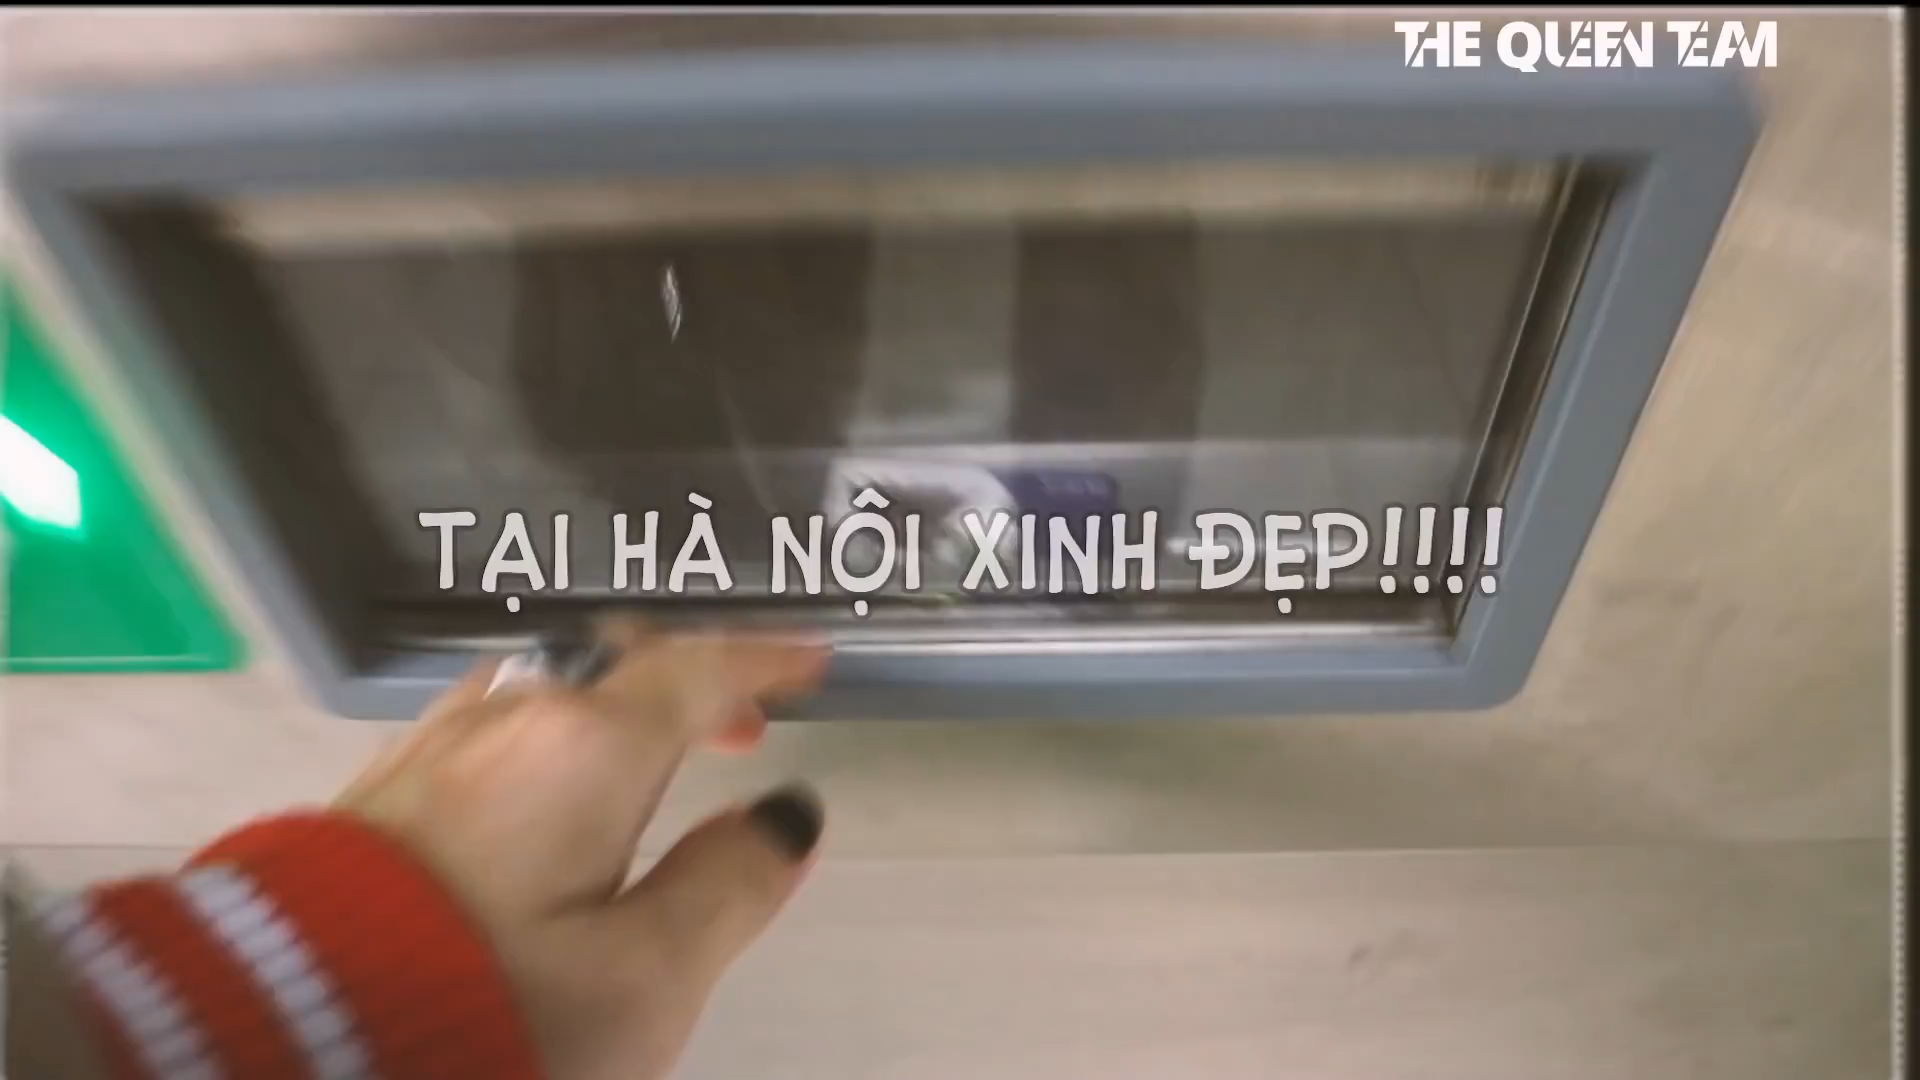 THE QUEEN TEAM
TẠI HÀ NỘI XINH ĐẸP!!!!